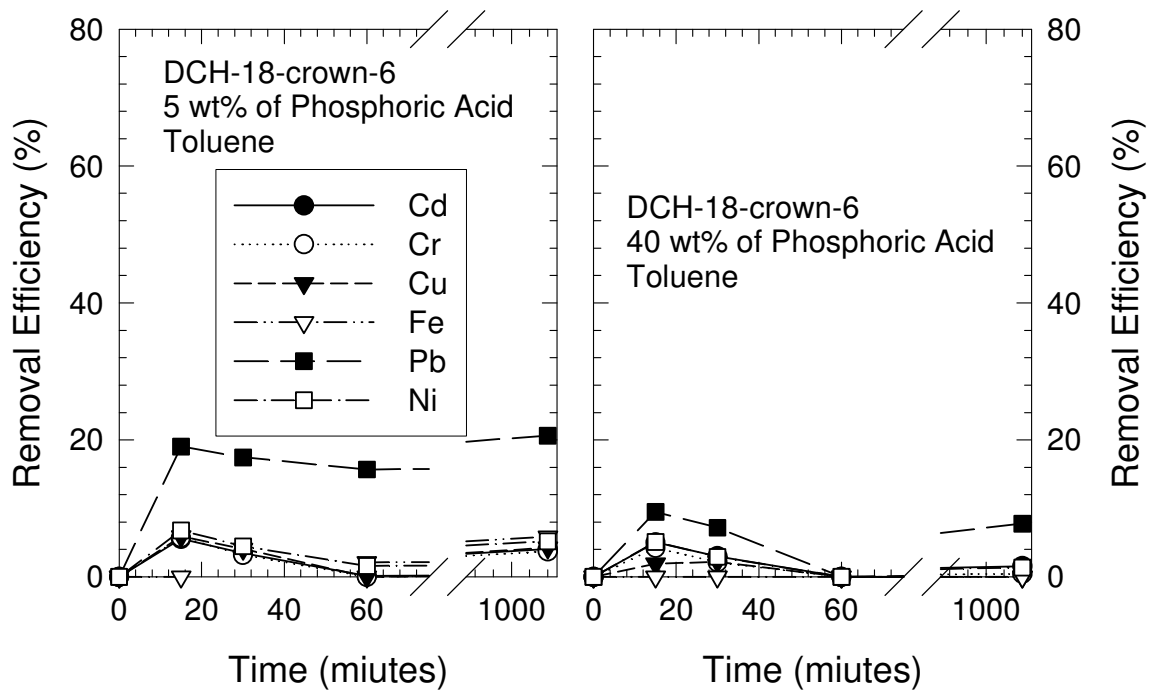 Removal Efficiency (%)
80
60
40
20
0
DCH-18-crown-6
5 wt% of Phosphoric Acid
Toluene
Cd
Cr
Cu
Fe
Pb
Ni
0 20 40 60 1000
Time (miutes)
DCH-18-crown-6
40 wt% of Phosphoric Acid
Toluene
0 20 40 60 1000
Time (miutes)
80
60
40
20
0
Removal Efficiency (%)